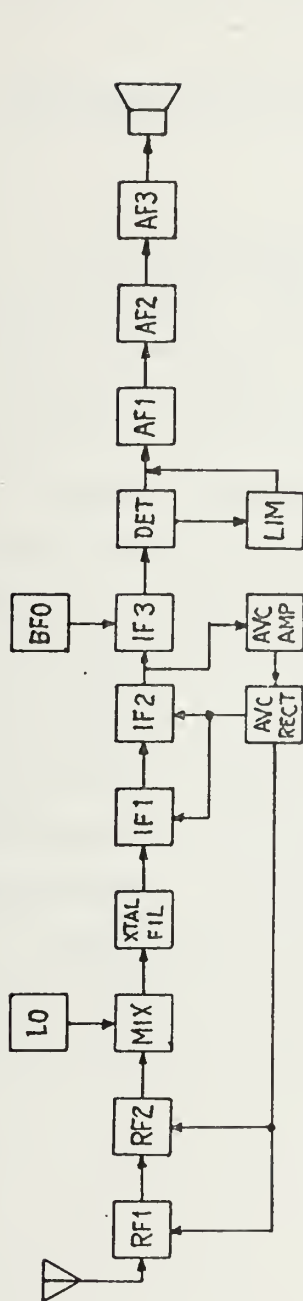 RF1
RF2
MIX
LO
XTAL
FIL
IF1
IF2
IF3
BFO
DET
AF1
AF2
AF3
AVC
RECT
AVC
AMP
LIM